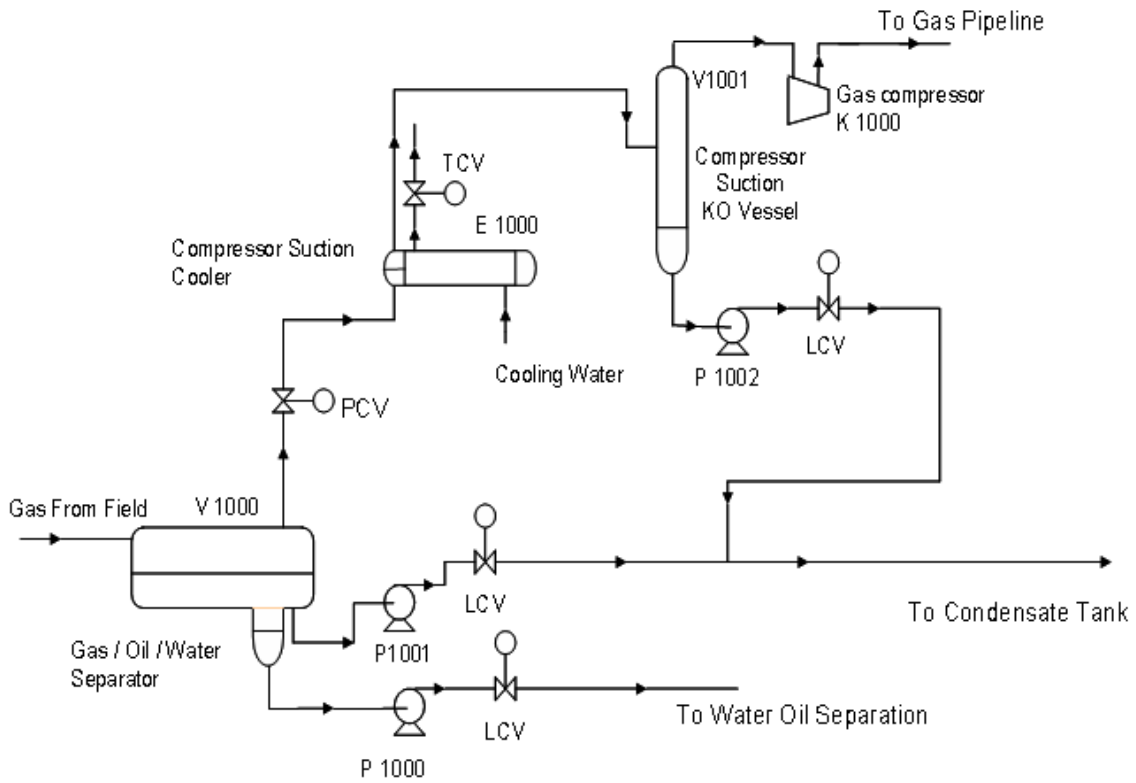 To Gas Pipeline
V1001
Gas compressor
K 1000
TCV
Compressor
Suction
KO Vessel
E 1000
Compressor Suction
Cooler
LCV
Cooling Water
P 1002
PCV
Gas From Field
V 1000
LCV
To Condensate Tank
Gas / Oil / Water
Separator
P1001
To Water Oil Separation
LCV
P 1000